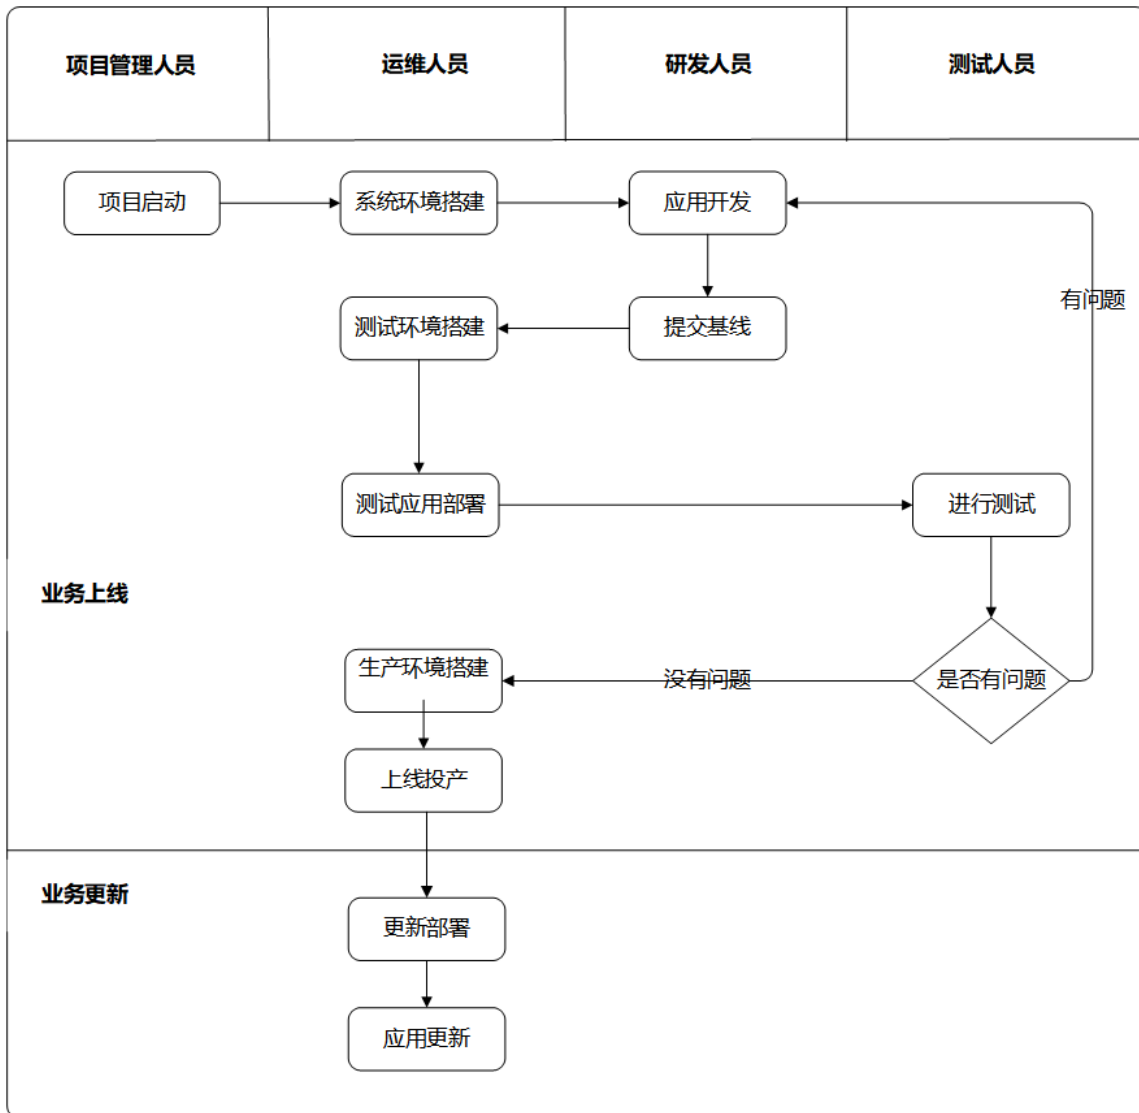 项目管理人员
运维人员
研发人员
测试人员
项目启动
系统环境搭建
应用开发
有问题
测试环境搭建
提交基线
测试应用部署
进行测试
业务上线
生产环境搭建
没有问题
是否有问题
上线投产
业务更新
更新部署
应用更新